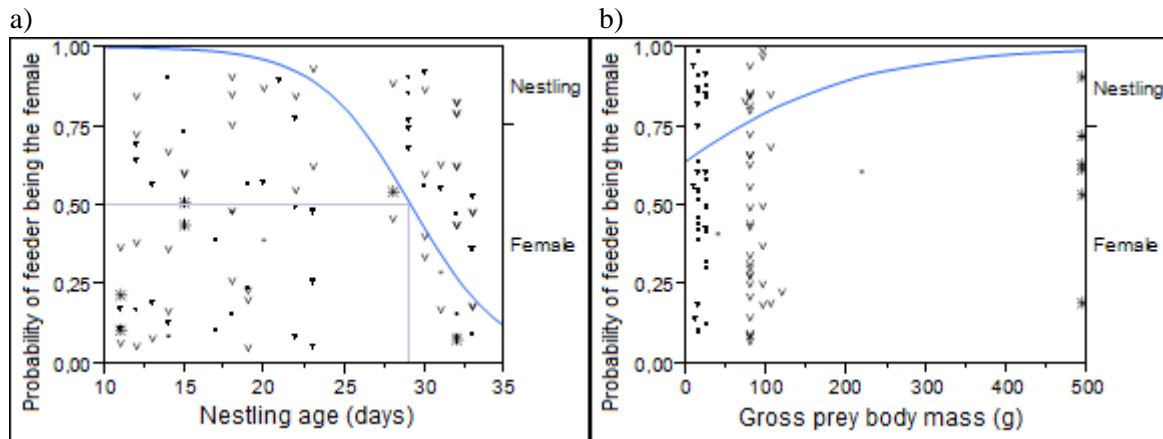 a)
Probability of feeder being the female
1,00
0,75
0,50
0,25
0,00
10 15 20 25 30 35
Nestling age (days)
Nestling
Female
b)
Probability of feeder being the female
1,00
0,75
0,50
0,25
0,00
0 100 200 300 400 500
Gross prey body mass (g)
Nestling
Female